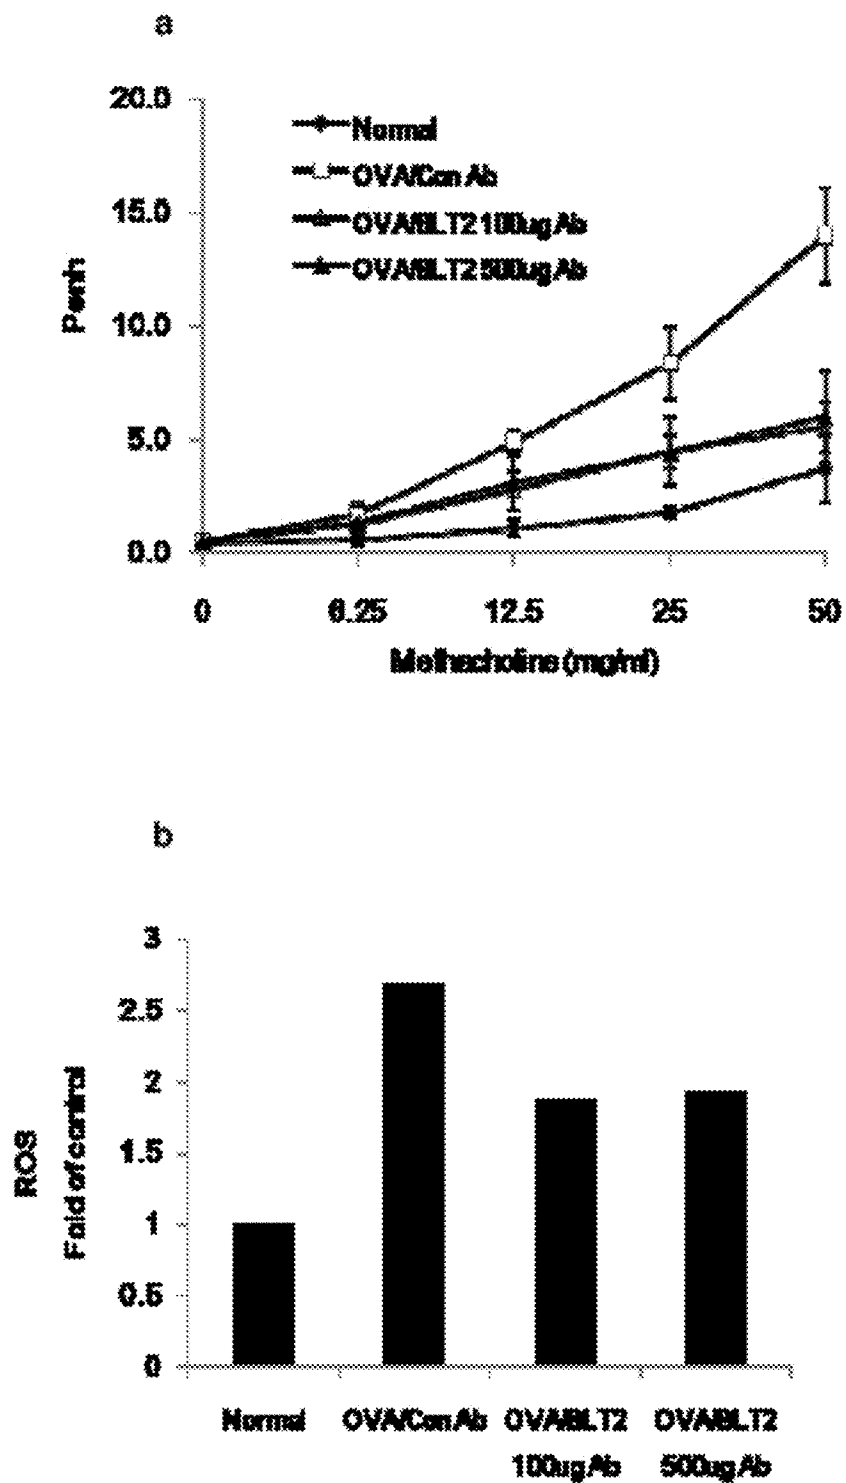 a
20.0
15.0
10.0
5.0
0.0
Penh
Normal
OVA/Con Ab
OVA/BLT2 100ug Ab
OVA/BLT2 500ug Ab
0 6.25 12.5 25 50
Methacholine (mg/ml)
b
3
2.5
2
1.5
1
0.5
0
ROS
Fold of control
Normal OVA/Con Ab OVA/BLT2 OVA/BLT2
100ug Ab 500ug Ab